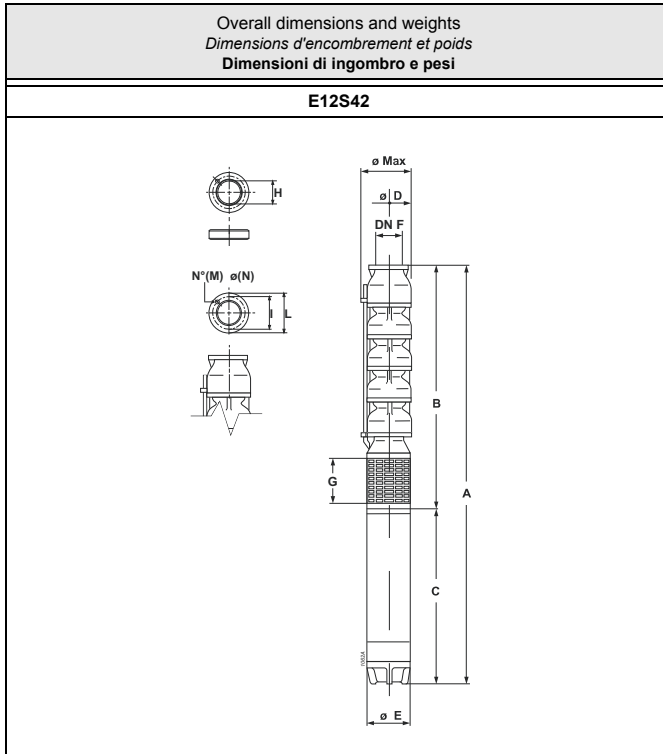 Overall dimensions and weights
Dimensions d'encombrement et poids
Dimensioni di ingombro e pesi
E12S42
ø Max
ø D
DN F
H
N°(M) ø(N)
I
L
B
G
A
C
ø E